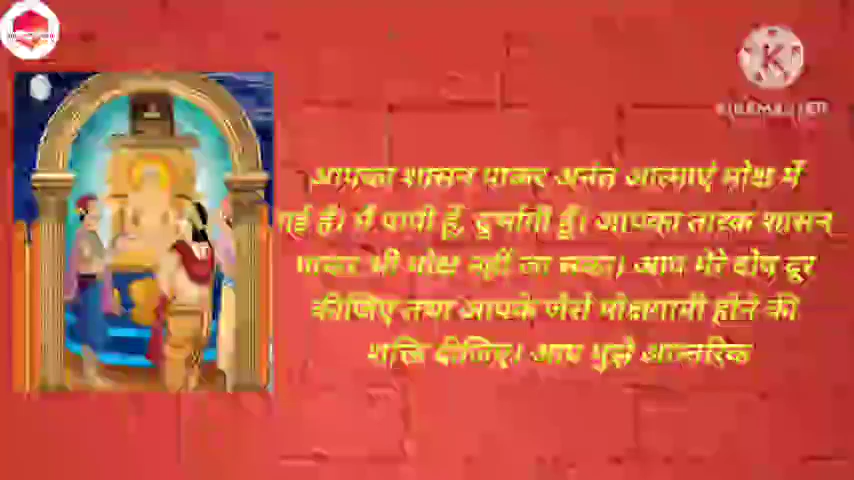 KINEMASTER
आपका शासन पाकर अनंत आत्माएं मोक्ष में
गई हैं। मैं पापी हूँ, दुर्भागी हूँ। आपका तारक शासन
पाकर भी मोक्ष नहीं जा सका। आप मेरे दोष दूर
कीजिए तथा आपके जैसे मोक्षगामी होने की
शक्ति दीजिए। आप मुझे आन्तरिक